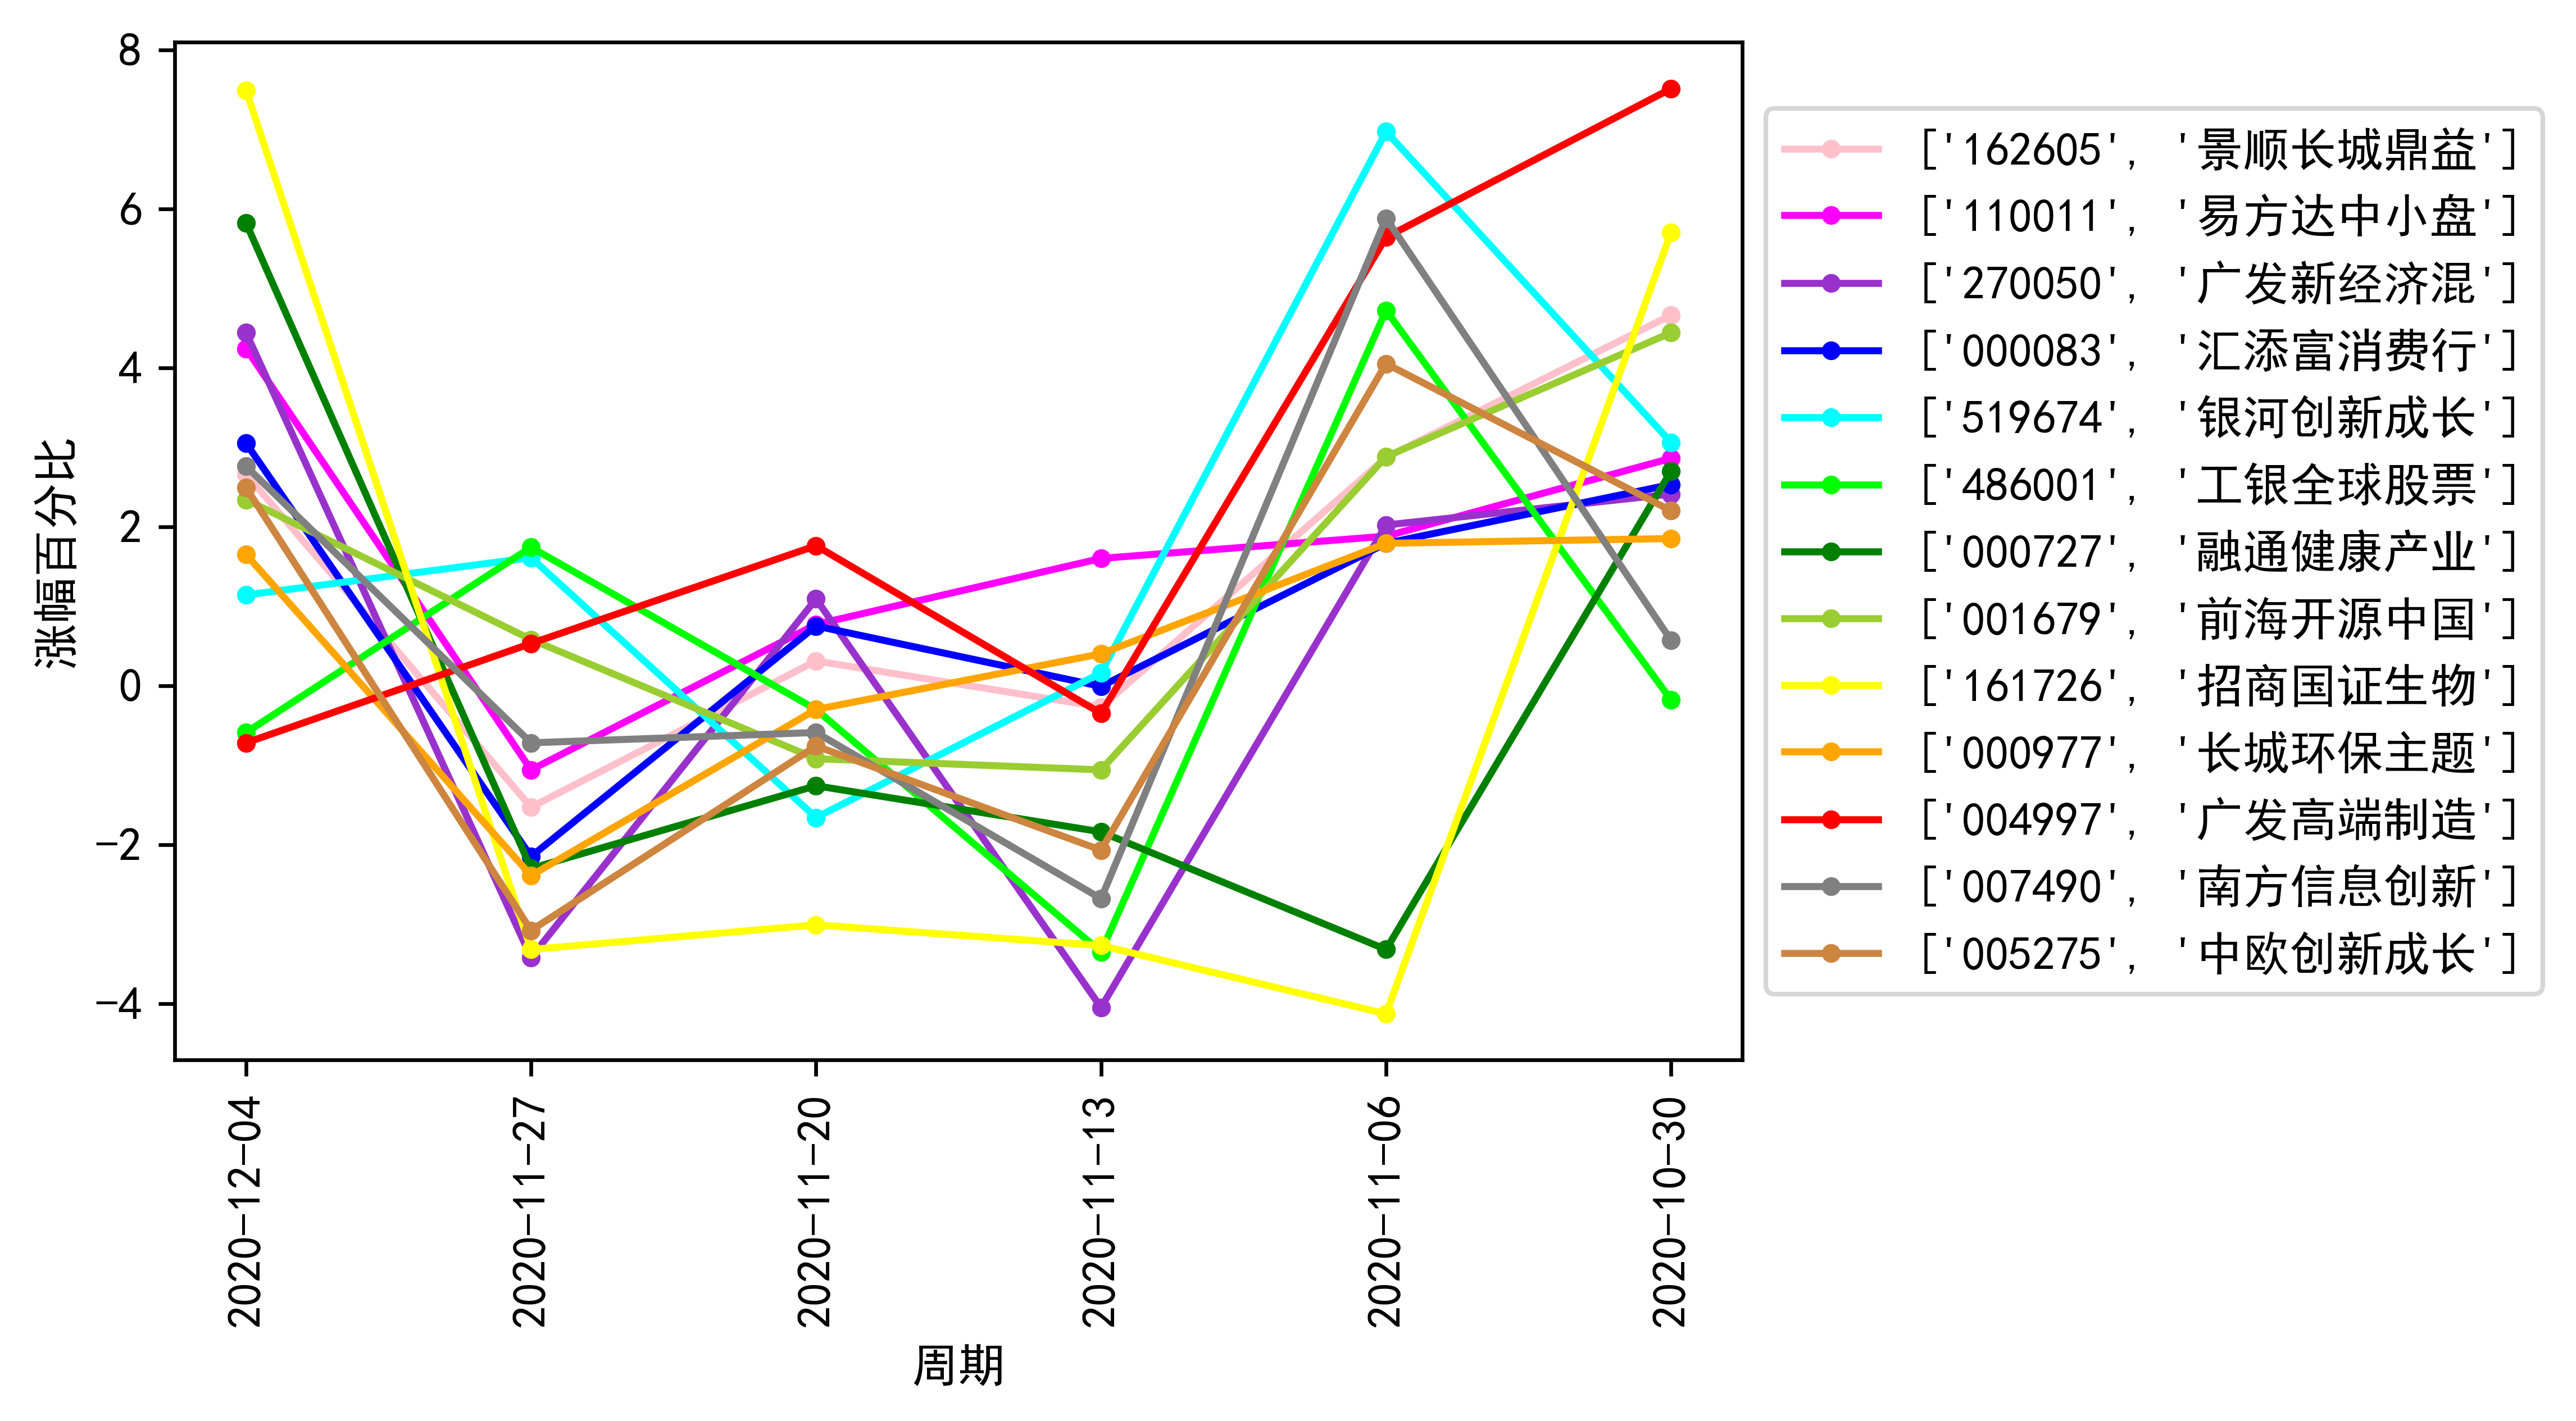 8
6
4
2
0
−2
−4
涨幅百分比
2020-12-04
2020-11-27
2020-11-20
2020-11-13
2020-11-06
2020-10-30
周期
['162605', '景顺长城鼎益']
['110011', '易方达中小盘']
['270050', '广发新经济混']
['000083', '汇添富消费行']
['519674', '银河创新成长']
['486001', '工银全球股票']
['000727', '融通健康产业']
['001679', '前海开源中国']
['161726', '招商国证生物']
['000977', '长城环保主题']
['004997', '广发高端制造']
['007490', '南方信息创新']
['005275', '中欧创新成长']